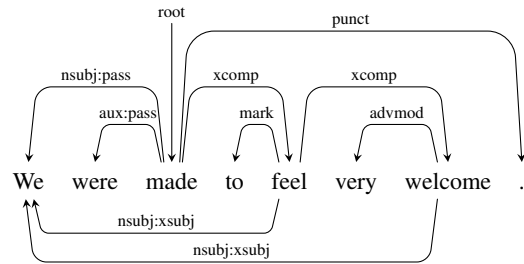 root
punct
nsubj:pass xcomp xcomp
aux:pass mark advmod
We were made to feel very welcome .
nsubj:xsubj
nsubj:xsubj